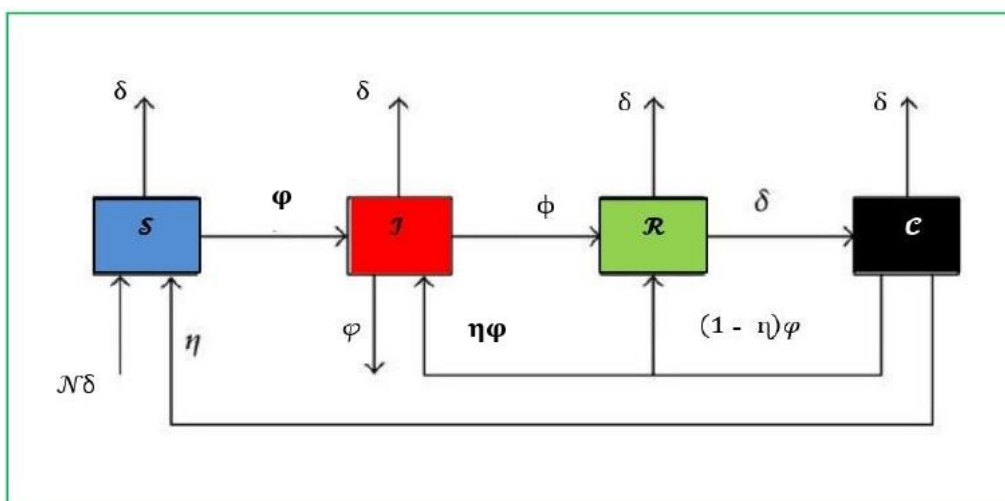 δ δ δ δ
𝛗 ϕ δ
𝒮 ℐ ℛ 𝒞
η φ 𝛈𝛗 (1 - η)φ
𝒩δ